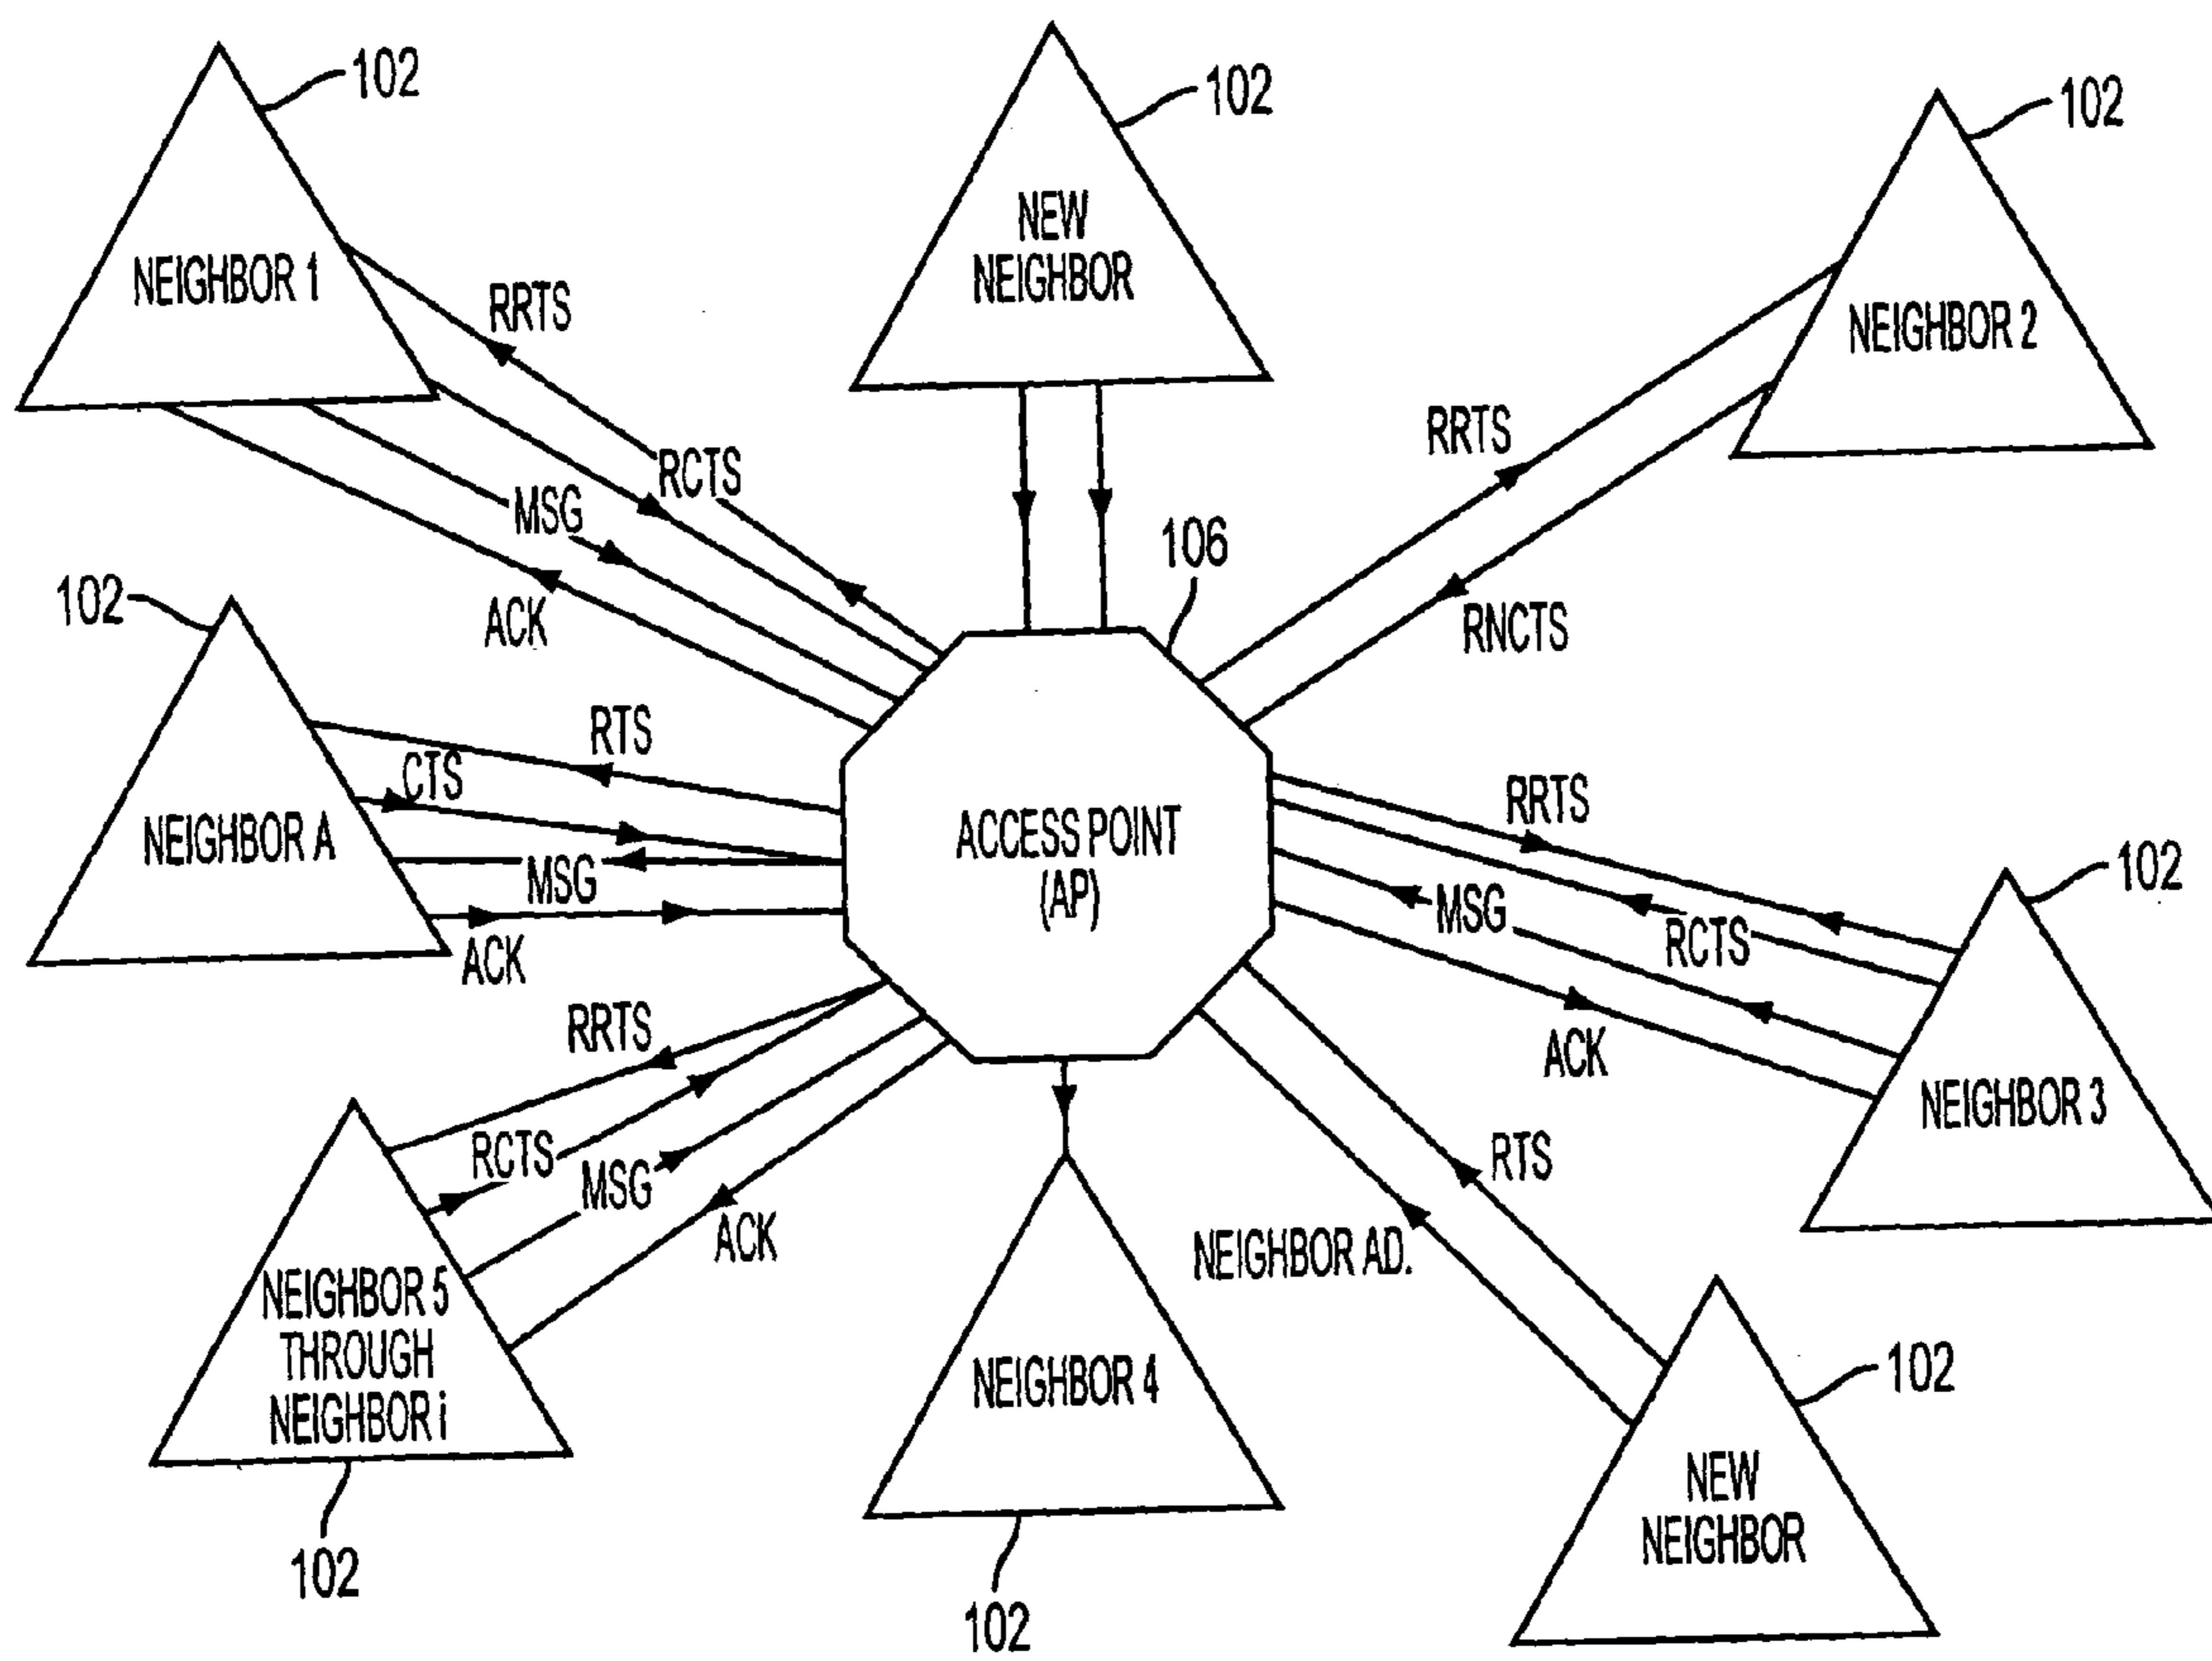 102
102
102
NEIGHBOR 1
NEW
NEIGHBOR
NEIGHBOR 2
RRTS
RCTS
MSG
ACK
RRTS
RNCTS
106
102
NEIGHBOR A
RTS
CTS
MSG
ACK
ACCESS POINT
(AP)
RRTS
MSG
RCTS
ACK
102
NEIGHBOR 3
RRTS
RCTS
MSG
ACK
NEIGHBOR 5
THROUGH
NEIGHBOR i
102
NEIGHBOR 4
102
RTS
NEIGHBOR AD.
102
NEW
NEIGHBOR